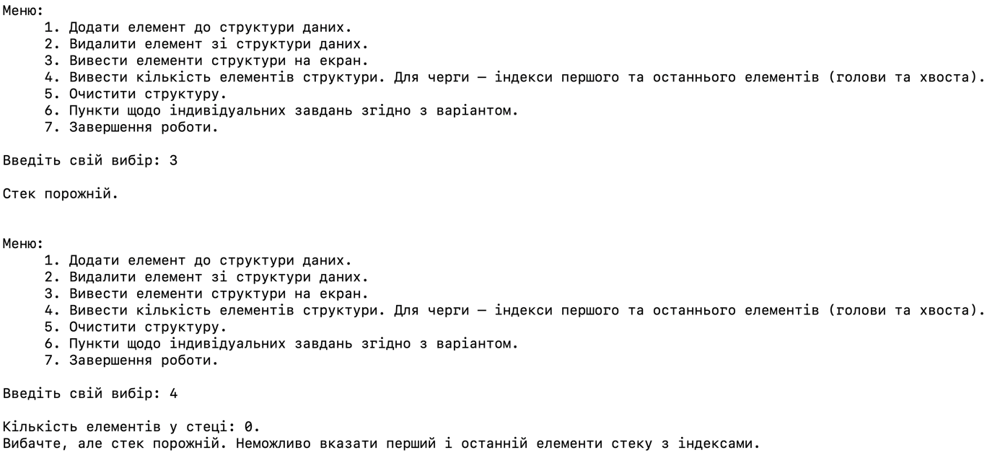 Меню:
1. Додати елемент до структури даних.
2. Видалити елемент зі структури даних.
3. Вивести елементи структури на екран.
4. Вивести кількість елементів структури. Для черги — індекси першого та останнього елементів (голови та хвоста).
5. Очистити структуру.
6. Пункти щодо індивідуальних завдань згідно з варіантом.
7. Завершення роботи.
Введіть свій вибір: 3
Стек порожній.
Меню:
1. Додати елемент до структури даних.
2. Видалити елемент зі структури даних.
3. Вивести елементи структури на екран.
4. Вивести кількість елементів структури. Для черги — індекси першого та останнього елементів (голови та хвоста).
5. Очистити структуру.
6. Пункти щодо індивідуальних завдань згідно з варіантом.
7. Завершення роботи.
Введіть свій вибір: 4
Кількість елементів у стеці: 0.
Вибачте, але стек порожній. Неможливо вказати перший і останній елементи стеку з індексами.